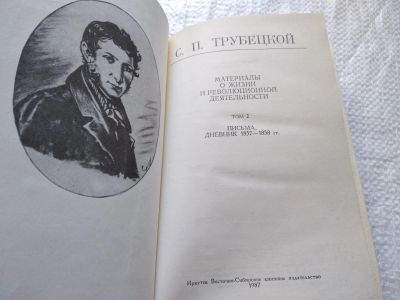 С. П. ТРУБЕЦКОЙ
МАТЕРИАЛЫ
О ЖИЗНИ
И РЕВОЛЮЦИОННОЙ
ДЕЯТЕЛЬНОСТИ
ТОМ 2
ПИСЬМА.
ДНЕВНИК 1857—1858 гг.
Иркутск Восточно-Сибирское книжное издательство
1987